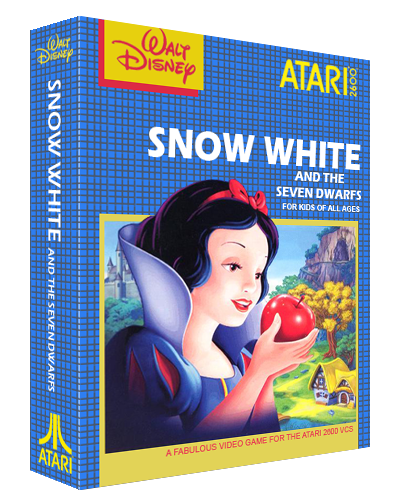 WALT
DISNEY
SNOW WHITE
AND THE SEVEN DWARFS
ATARI
WALT
DISNEY
ATARI
2600
SNOW WHITE
AND THE
SEVEN DWARFS
FOR KIDS OF ALL AGES
A FABULOUS VIDEO GAME FOR THE ATARI 2600 VCS